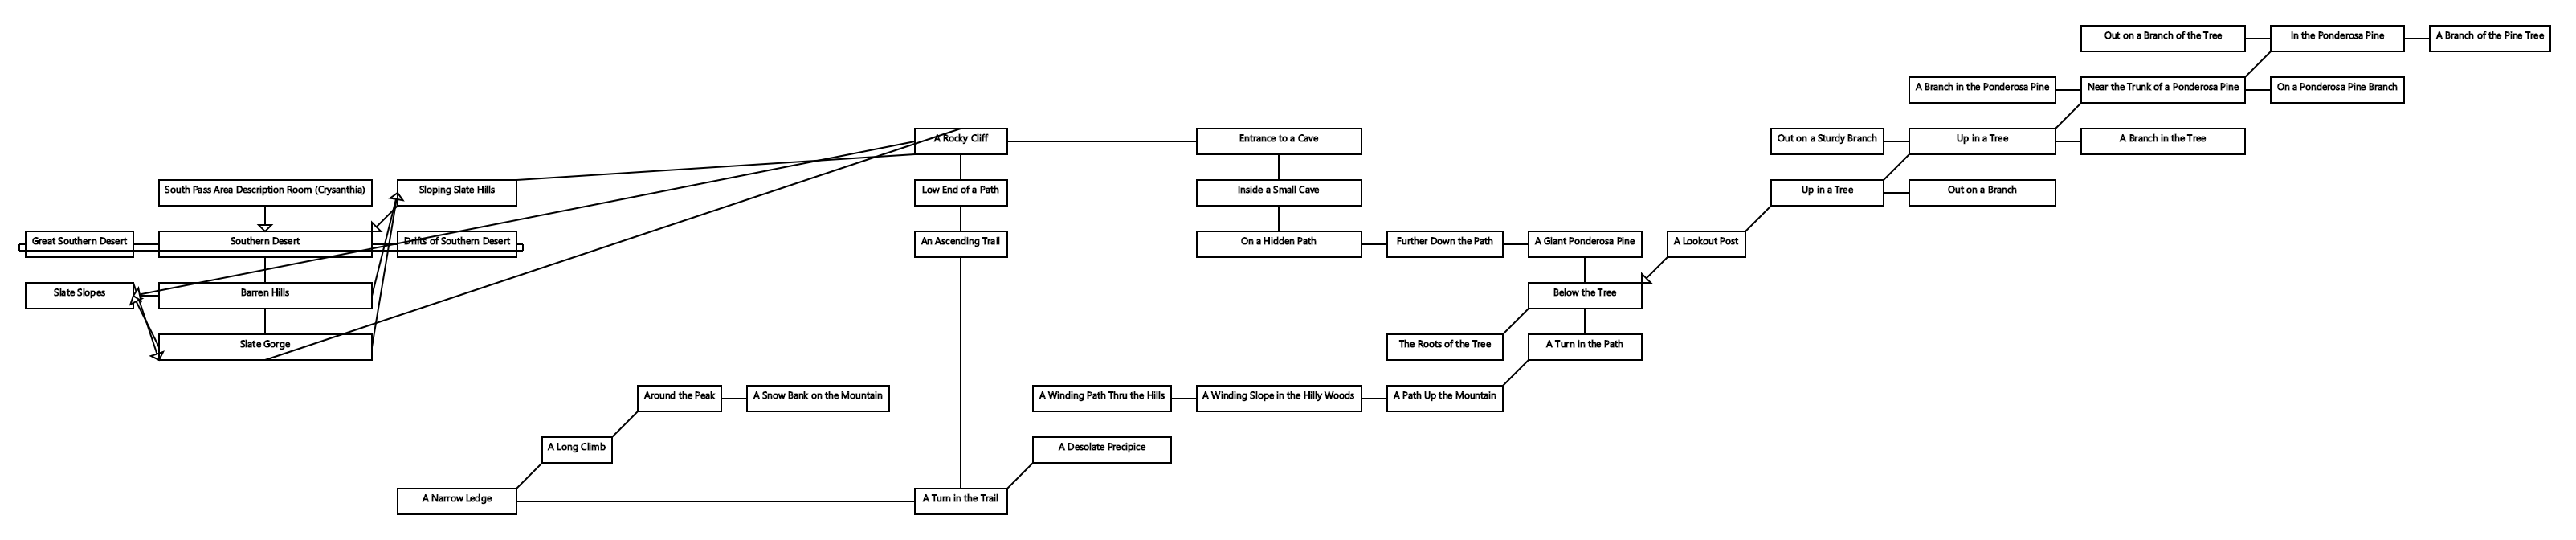 Out on a Branch of the Tree
In the Ponderosa Pine
A Branch of the Pine Tree
A Branch in the Ponderosa Pine
Near the Trunk of a Ponderosa Pine
On a Ponderosa Pine Branch
A Rocky Cliff
Entrance to a Cave
Out on a Sturdy Branch
Up in a Tree
A Branch in the Tree
South Pass Area Description Room (Crysanthia)
Sloping Slate Hills
Low End of a Path
Inside a Small Cave
Up in a Tree
Out on a Branch
Great Southern Desert
Southern Desert
Drifts of Southern Desert
An Ascending Trail
On a Hidden Path
Further Down the Path
A Giant Ponderosa Pine
A Lookout Post
Slate Slopes
Barren Hills
Below the Tree
Slate Gorge
The Roots of the Tree
A Turn in the Path
Around the Peak
A Snow Bank on the Mountain
A Winding Path Thru the Hills
A Winding Slope in the Hilly Woods
A Path Up the Mountain
A Long Climb
A Desolate Precipice
A Narrow Ledge
A Turn in the Trail